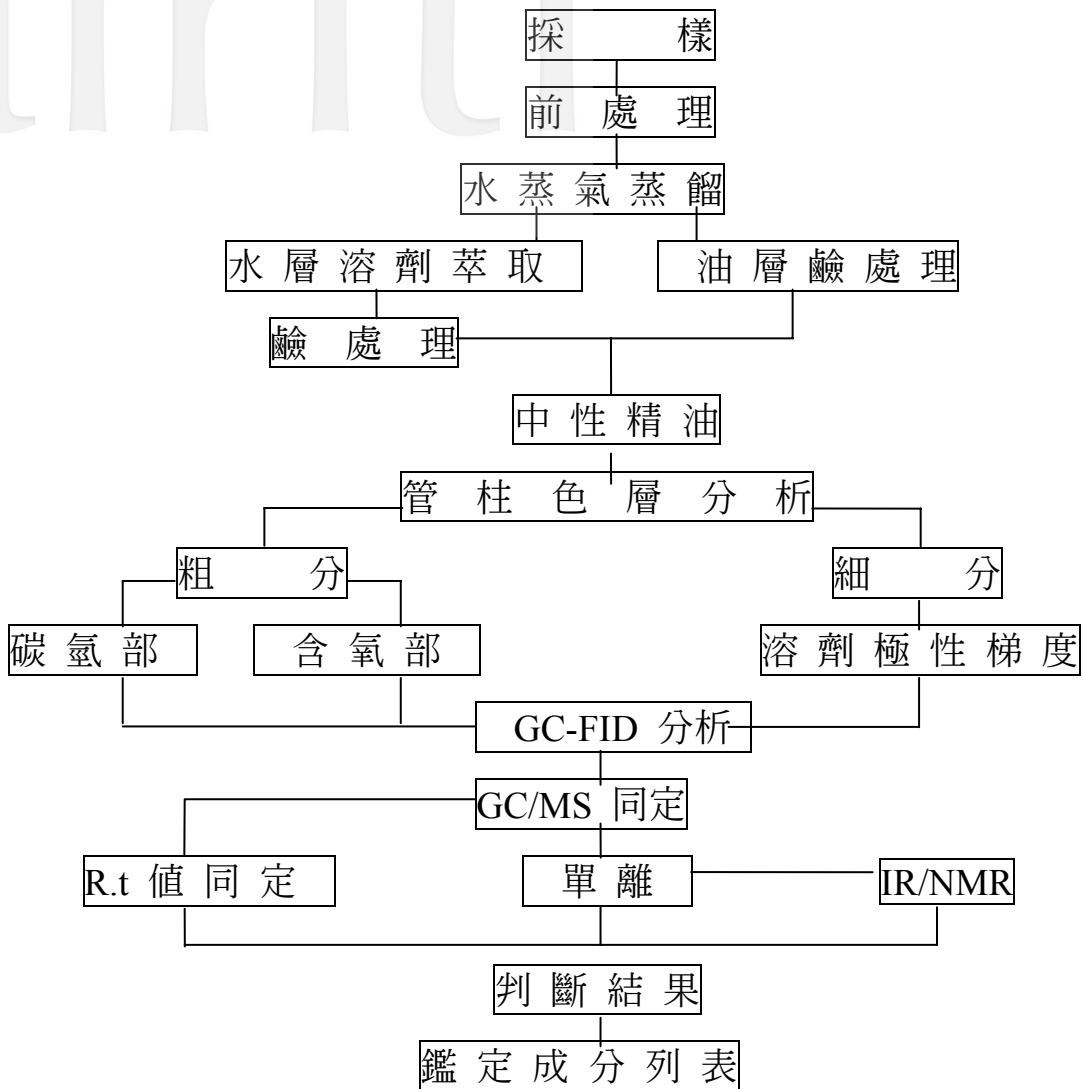 採樣
前處理
水蒸氣蒸餾
水層溶劑萃取 油層鹼處理
鹼處理
中性精油
管柱色層分析
粗分 細分
碳氫部 含氧部 溶劑極性梯度
GC-FID 分析
GC/MS 同定
R.t 值同定 單離 IR/NMR
判斷結果
鑑定成分列表